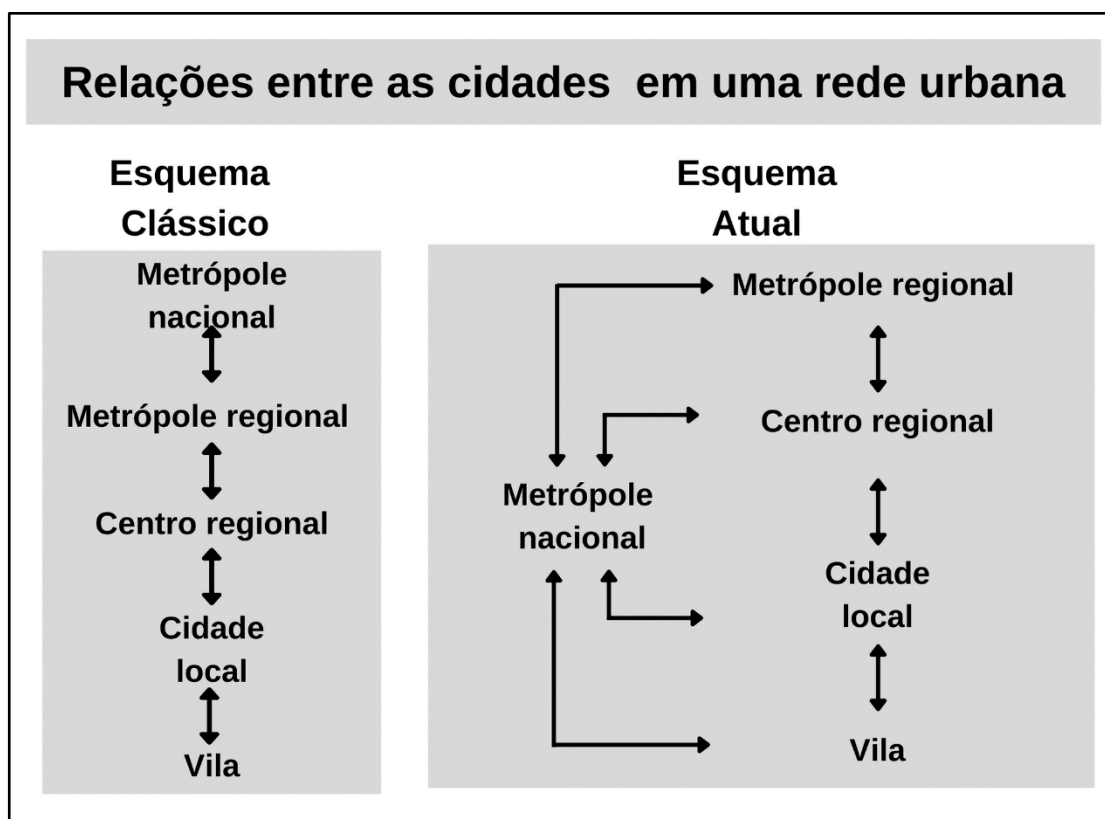 Relações entre as cidades em uma rede urbana
Esquema
Clássico
Metrópole
nacional
Metrópole regional
Centro regional
Cidade
local
Vila
Esquema
Atual
Metrópole regional
Centro regional
Metrópole
nacional
Cidade
local
Vila